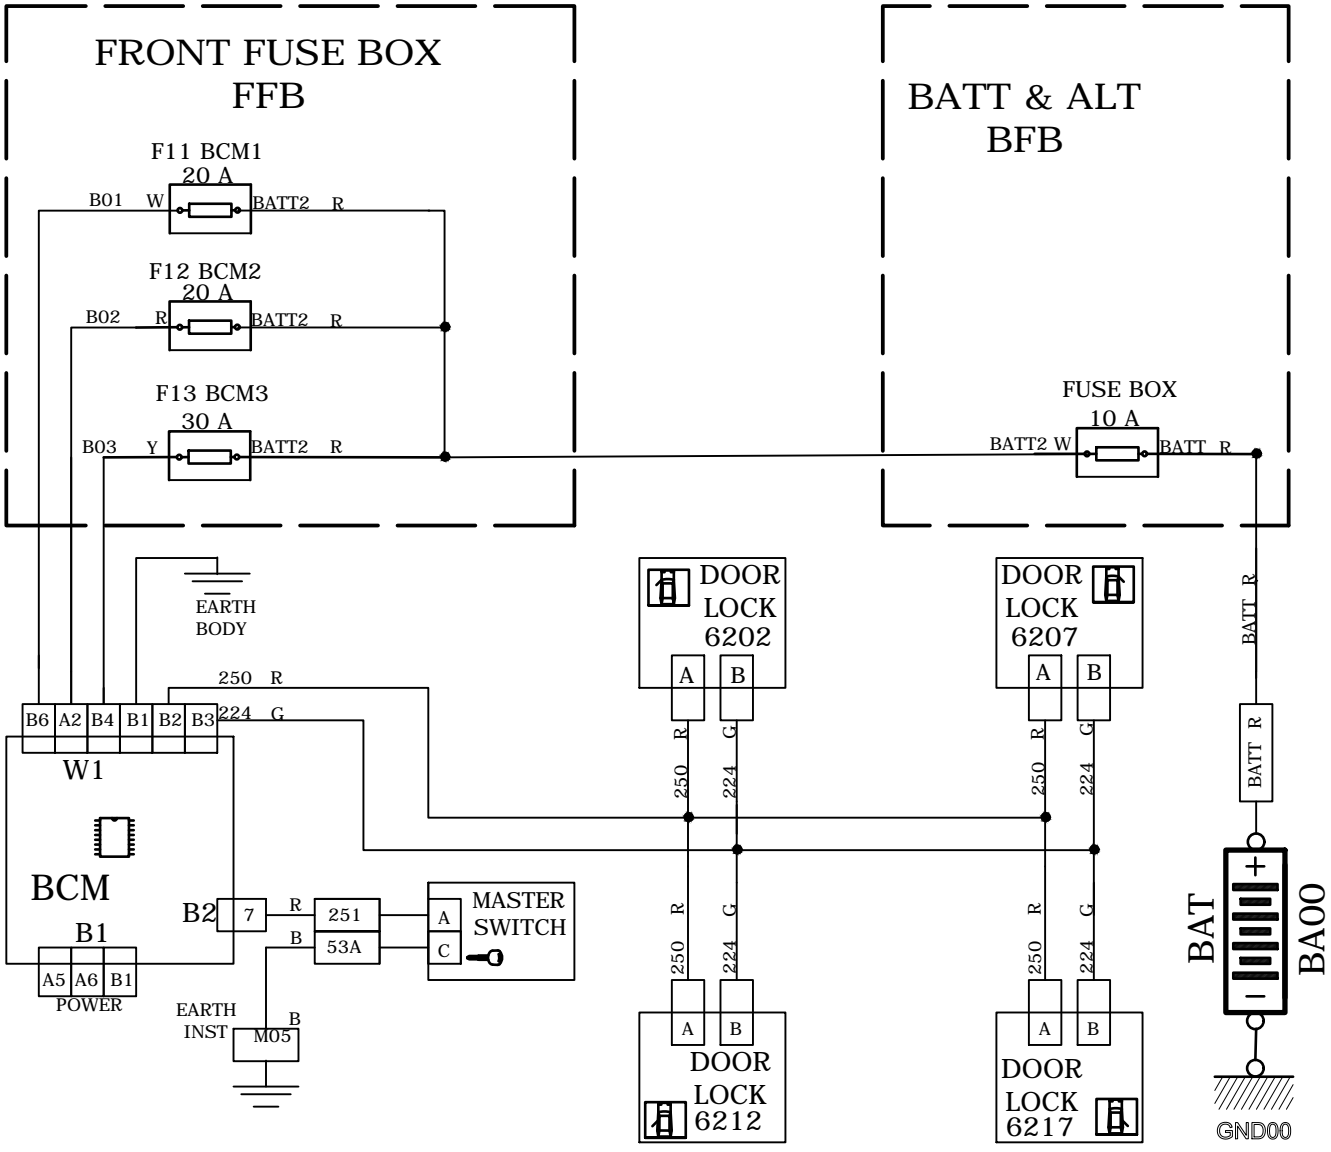 FRONT FUSE BOX
FFB
F11 BCM1
20 A
B01 W BATT2 R
F12 BCM2
20 A
B02 R BATT2 R
F13 BCM3
30 A
B03 Y BATT2 R
BATT & ALT
BFB
FUSE BOX
10 A
BATT2 W BATT R
BATT R
BATT R
EARTH
BODY
250 R
224 G
B6 A2 B4 B1 B2 B3
W1
BCM
B2 7 R 251 A
B 53A C
MASTER
SWITCH
B1
A5 A6 B1
POWER
EARTH
INST
B
M05
DOOR
LOCK
6202
A B
R G
250 224
DOOR
LOCK
6207
A B
R G
250 224
R G
250 224
A B
DOOR
LOCK
6212
R G
250 224
A B
DOOR
LOCK
6217
BAT
+
−
BA00
GND00